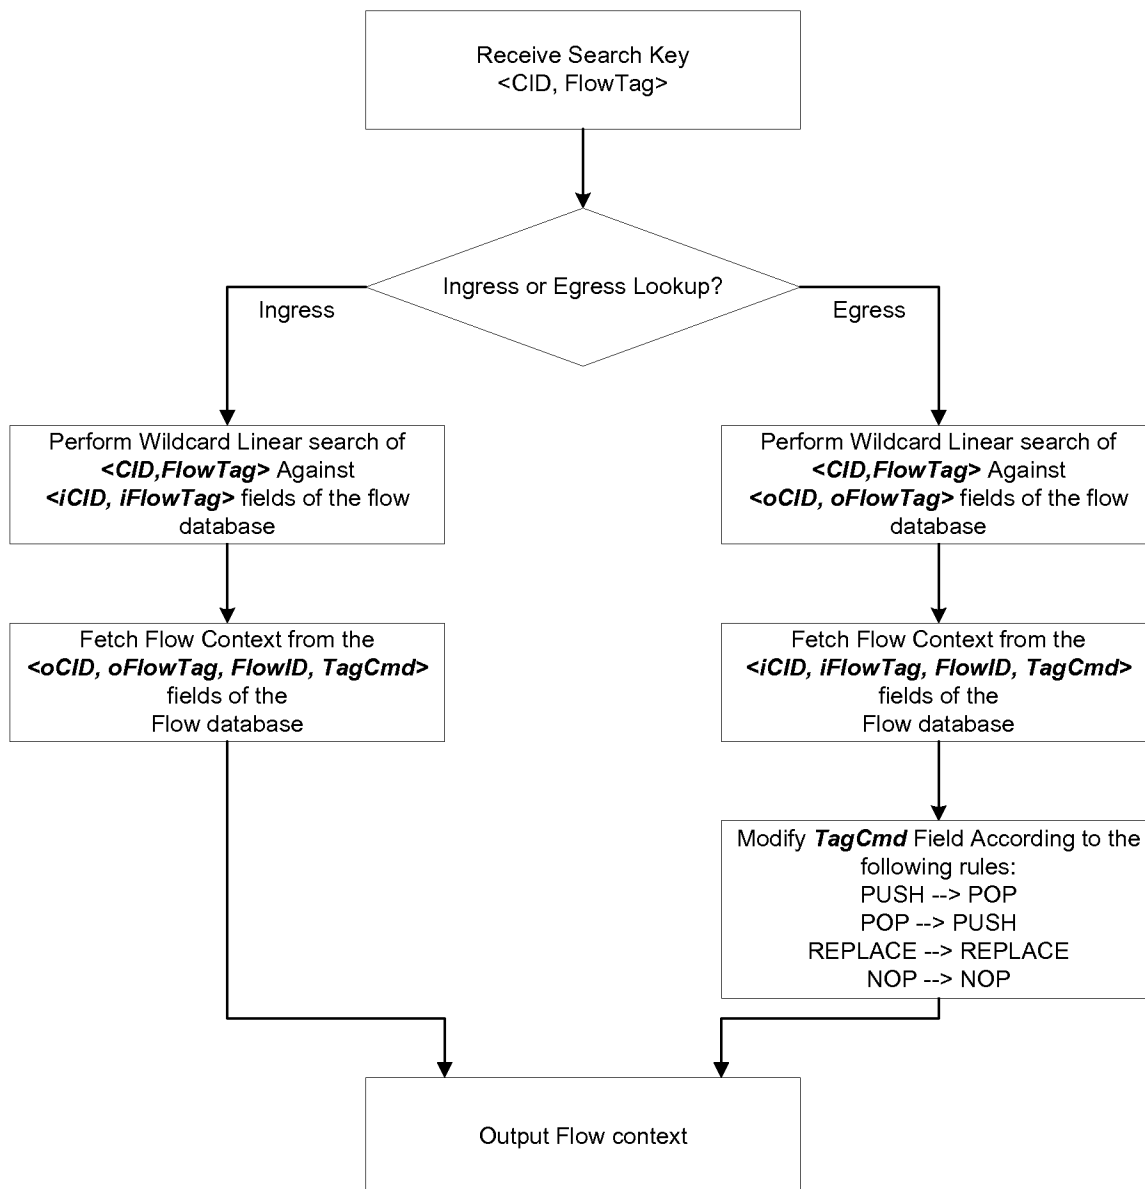 Receive Search Key
<CID, FlowTag>
Ingress or Egress Lookup?
Ingress
Egress
Perform Wildcard Linear search of
<CID,FlowTag> Against
<iCID, iFlowTag> fields of the flow
database
Perform Wildcard Linear search of
<CID,FlowTag> Against
<oCID, oFlowTag> fields of the flow
database
Fetch Flow Context from the
<oCID, oFlowTag, FlowID, TagCmd>
fields of the
Flow database
Fetch Flow Context from the
<iCID, iFlowTag, FlowID, TagCmd>
fields of the
Flow database
Modify TagCmd Field According to the
following rules:
PUSH --> POP
POP --> PUSH
REPLACE --> REPLACE
NOP --> NOP
Output Flow context